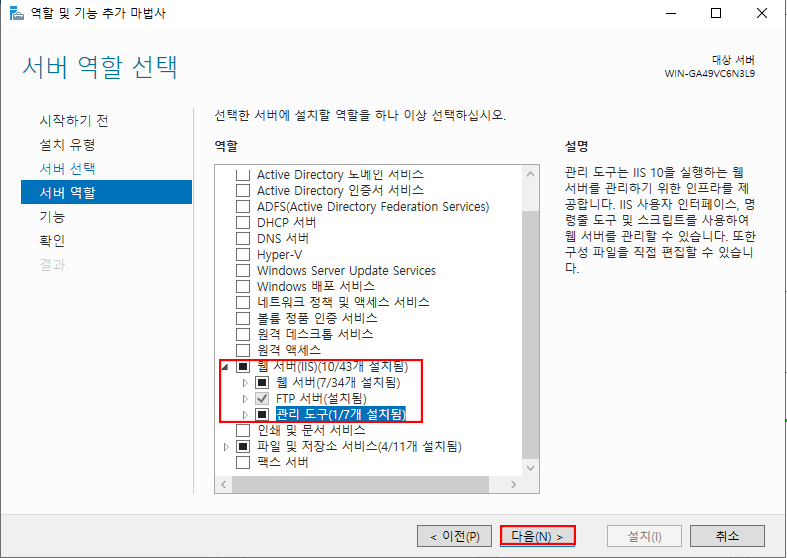 역할 및 기능 추가 마법사
서버 역할 선택
대상 서버
WIN-GA49VC6N3L9
시작하기 전
설치 유형
서버 선택
서버 역할
기능
확인
결과
선택한 서버에 설치할 역할을 하나 이상 선택하십시오.
역할
Active Directory 도메인 서비스
Active Directory 인증서 서비스
ADFS(Active Directory Federation Services)
DHCP 서버
DNS 서버
Hyper-V
Windows Server Update Services
Windows 배포 서비스
네트워크 정책 및 액세스 서비스
볼륨 정품 인증 서비스
원격 데스크톱 서비스
원격 액세스
웹 서버(IIS)(10/43개 설치됨)
웹 서버(7/34개 설치됨)
FTP 서버(설치됨)
관리 도구(1/7개 설치됨)
인쇄 및 문서 서비스
파일 및 저장소 서비스(4/11개 설치됨)
팩스 서버
설명
관리 도구는 IIS 10을 실행하는 웹
서버를 관리하기 위한 인프라를 제
공합니다. IIS 사용자 인터페이스, 명
령줄 도구 및 스크립트를 사용하여
웹 서버를 관리할 수 있습니다. 또한
구성 파일을 직접 편집할 수 있습니
다.
< 이전(P)
다음(N) >
설치(I)
취소